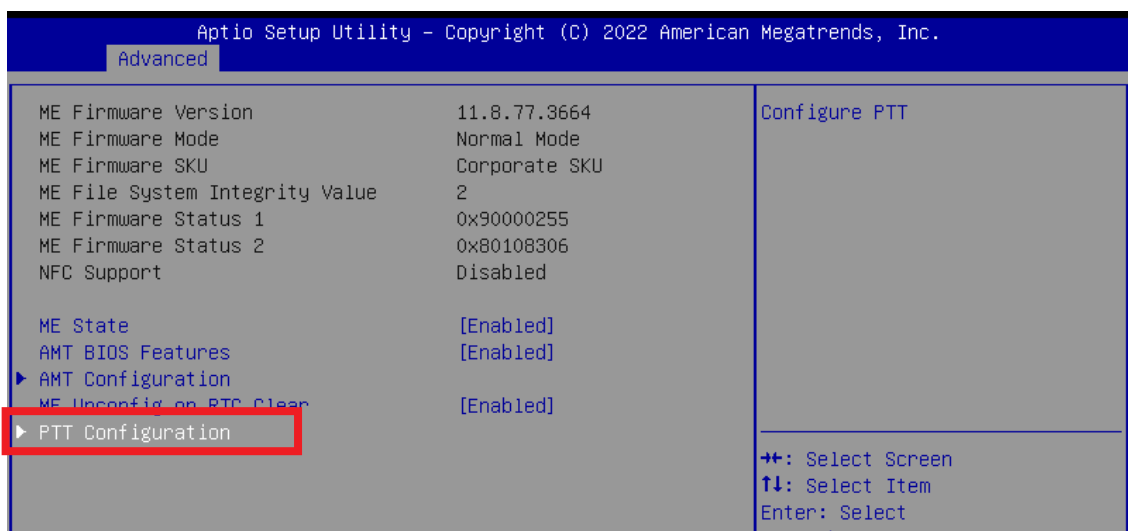 Aptio Setup Utility – Copyright (C) 2022 American Megatrends, Inc.
Advanced
ME Firmware Version 11.8.77.3664
ME Firmware Mode Normal Mode
ME Firmware SKU Corporate SKU
ME File System Integrity Value 2
ME Firmware Status 1 0x90000255
ME Firmware Status 2 0x80108306
NFC Support Disabled
ME State [Enabled]
AMT BIOS Features [Enabled]
AMT Configuration
ME Unconfig on RTC Clear [Enabled]
PTT Configuration
Configure PTT
→←: Select Screen
↑↓: Select Item
Enter: Select